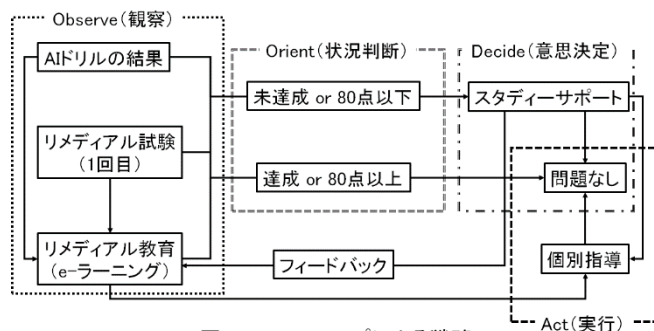 Observe(観察)
AIドリルの結果
リメディアル試験
(1回目)
リメディアル教育
(e-ラーニング)
Orient(状況判断)
未達成 or 80点以下
達成 or 80点以上
フィードバック
Decide(意思決定)
スタディーサポート
問題なし
個別指導
Act(実行)